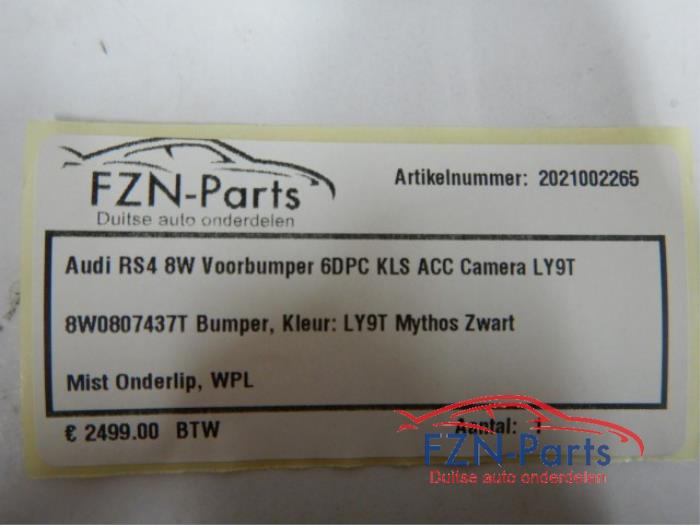 FZN-Parts
Duitse auto onderdelen
Artikelnummer: 2021002265
Audi RS4 8W Voorbumper 6DPC KLS ACC Camera LY9T
8W0807437T Bumper, Kleur: LY9T Mythos Zwart
Mist Onderlip, WPL
€ 2499.00 BTW
Aantal: 1
FZN-Parts
Duitse auto onderdelen